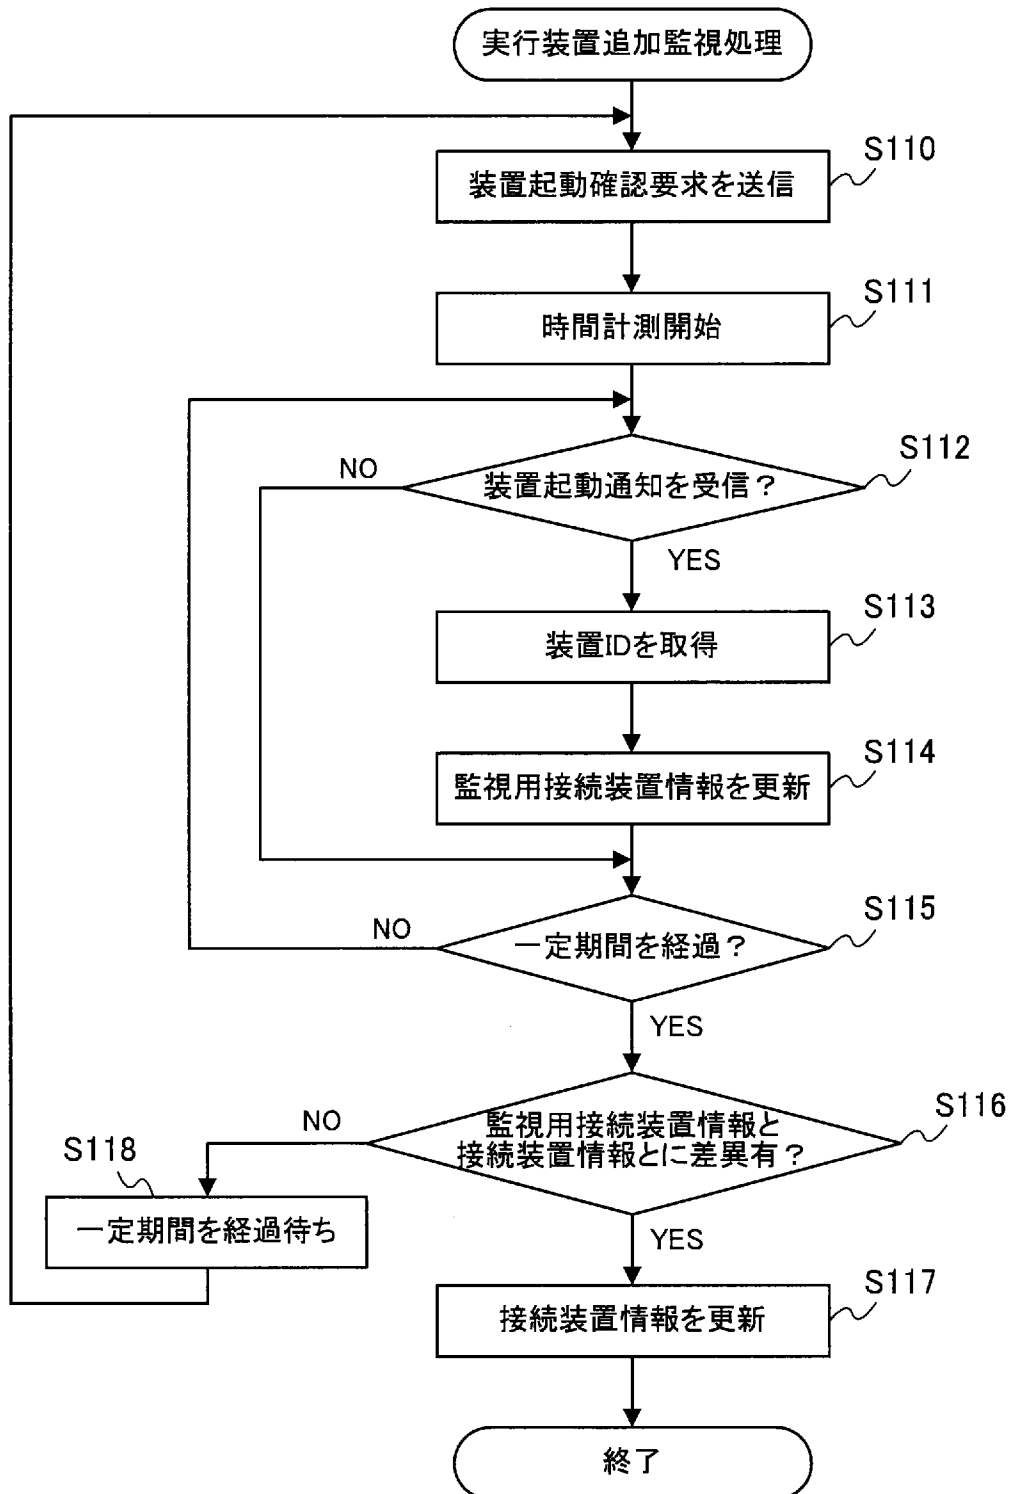 実行装置追加監視処理
S110
装置起動確認要求を送信
S111
時間計測開始
S112
NO
装置起動通知を受信？
YES
S113
装置IDを取得
S114
監視用接続装置情報を更新
S115
NO
一定期間を経過？
YES
S116
NO
監視用接続装置情報と
接続装置情報とに差異有？
S118
一定期間を経過待ち
YES
S117
接続装置情報を更新
終了